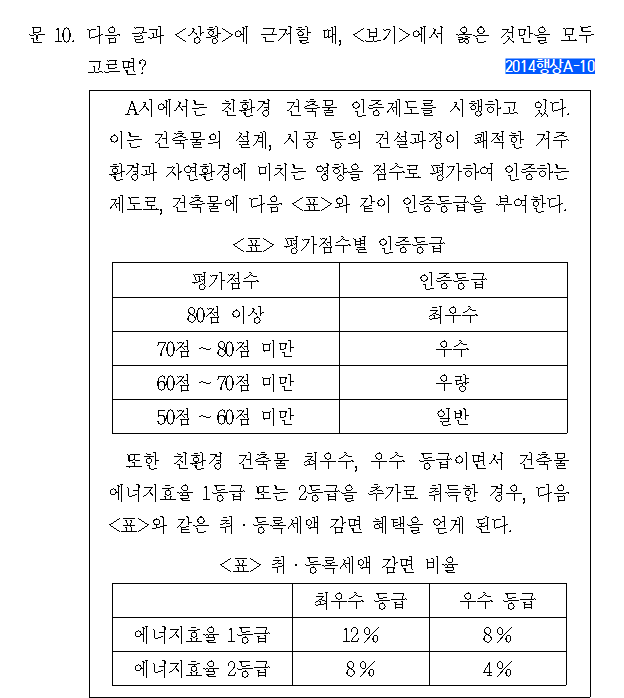 문 10. 다음 글과 <상황>에 근거할 때, <보기>에서 옳은 것만을 모두
고르면?
2014행상A-10
A시에서는 친환경 건축물 인증제도를 시행하고 있다.
이는 건축물의 설계, 시공 등의 건설과정이 쾌적한 거주
환경과 자연환경에 미치는 영향을 점수로 평가하여 인증하는
제도로, 건축물에 다음 <표>와 같이 인증등급을 부여한다.
<표> 평가점수별 인증등급
평가점수 인증등급
80점 이상 최우수
70점 ~ 80점 미만 우수
60점 ~ 70점 미만 우량
50점 ~ 60점 미만 일반
또한 친환경 건축물 최우수, 우수 등급이면서 건축물
에너지효율 1등급 또는 2등급을 추가로 취득한 경우, 다음
<표>와 같은 취·등록세액 감면 혜택을 얻게 된다.
<표> 취·등록세액 감면 비율
최우수 등급 우수 등급
에너지효율 1등급 12% 8%
에너지효율 2등급 8% 4%